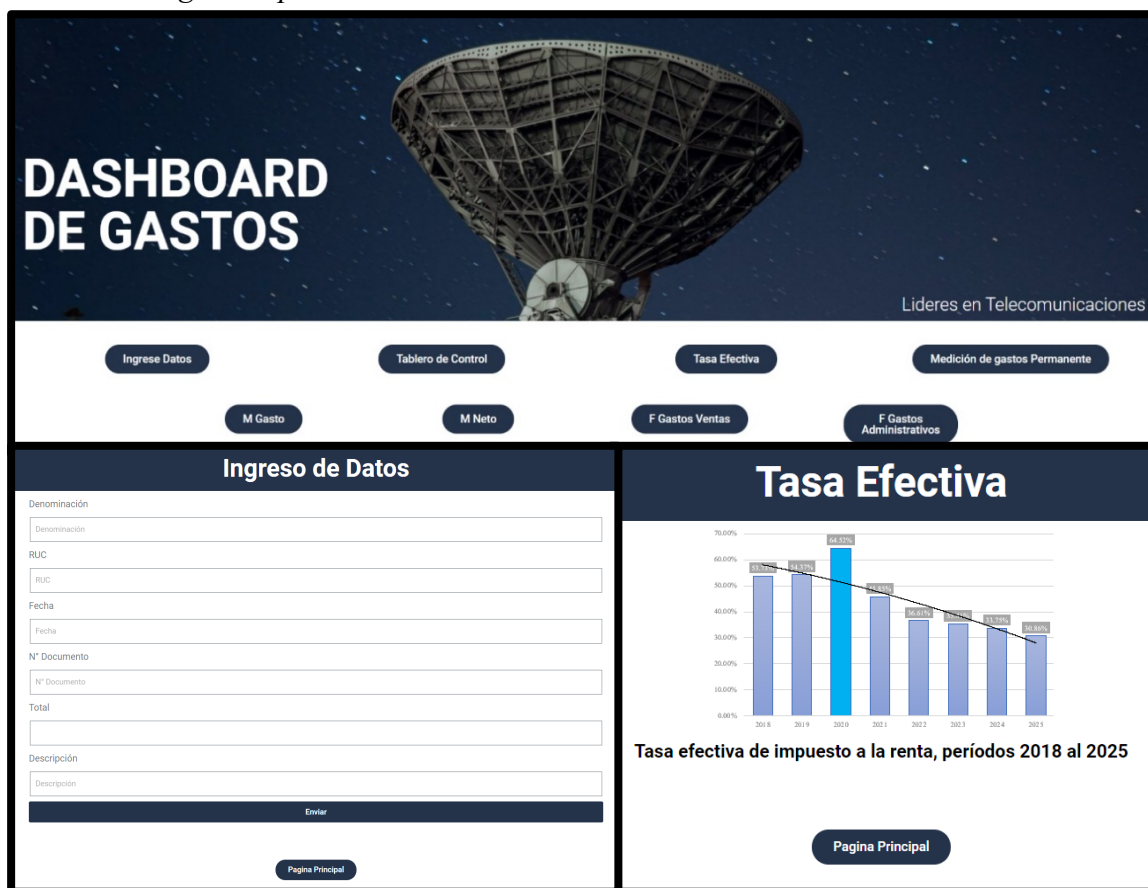 DASHBOARD
DE GASTOS
Lideres en Telecomunicaciones
Ingrese Datos
Tablero de Control
Tasa Efectiva
Medición de gastos Permanente
M Gasto
M Neto
F Gastos Ventas
F Gastos
Administrativos
Ingreso de Datos
Denominación
Denominación
RUC
RUC
Fecha
Fecha
N° Documento
N° Documento
Total
Descripción
Descripción
Enviar
Pagina Principal
Tasa Efectiva
70.00%
60.00%
50.00%
40.00%
30.00%
20.00%
10.00%
0.00%
64.52%
54.37%
36.61%
33.75%
30.86%
2018 2019 2020 2021 2022 2023 2024 2025
Tasa efectiva de impuesto a la renta, períodos 2018 al 2025
Pagina Principal